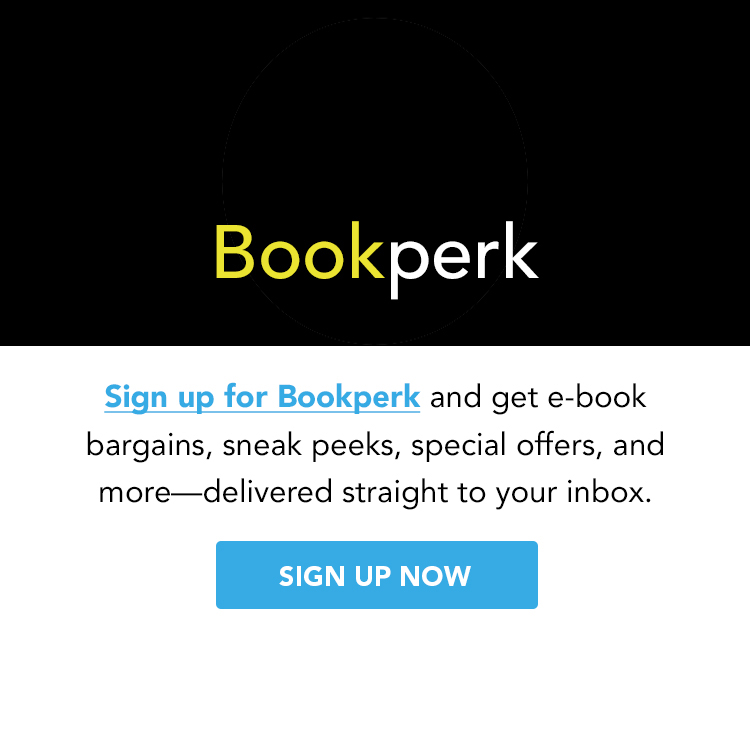 Bookperk
Sign up for Bookperk and get e-book
bargains, sneak peeks, special offers, and
more—delivered straight to your inbox.
SIGN UP NOW